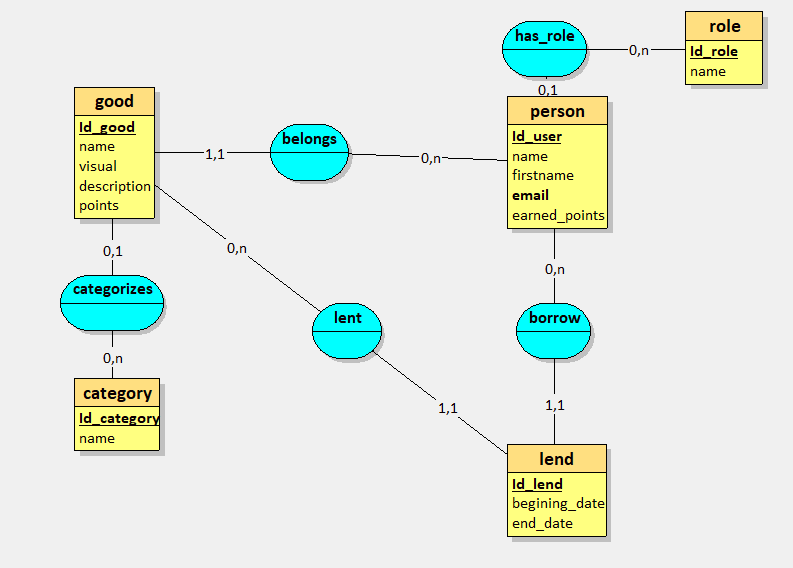 role
Id_role
name
has_role
0,n
0,1
good
Id_good
name
visual
description
points
belongs
1,1
0,n
person
Id_user
name
firstname
email
earned_points
0,1
categorizes
0,n
0,n
lent
1,1
0,n
borrow
1,1
category
Id_category
name
lend
Id_lend
begining_date
end_date